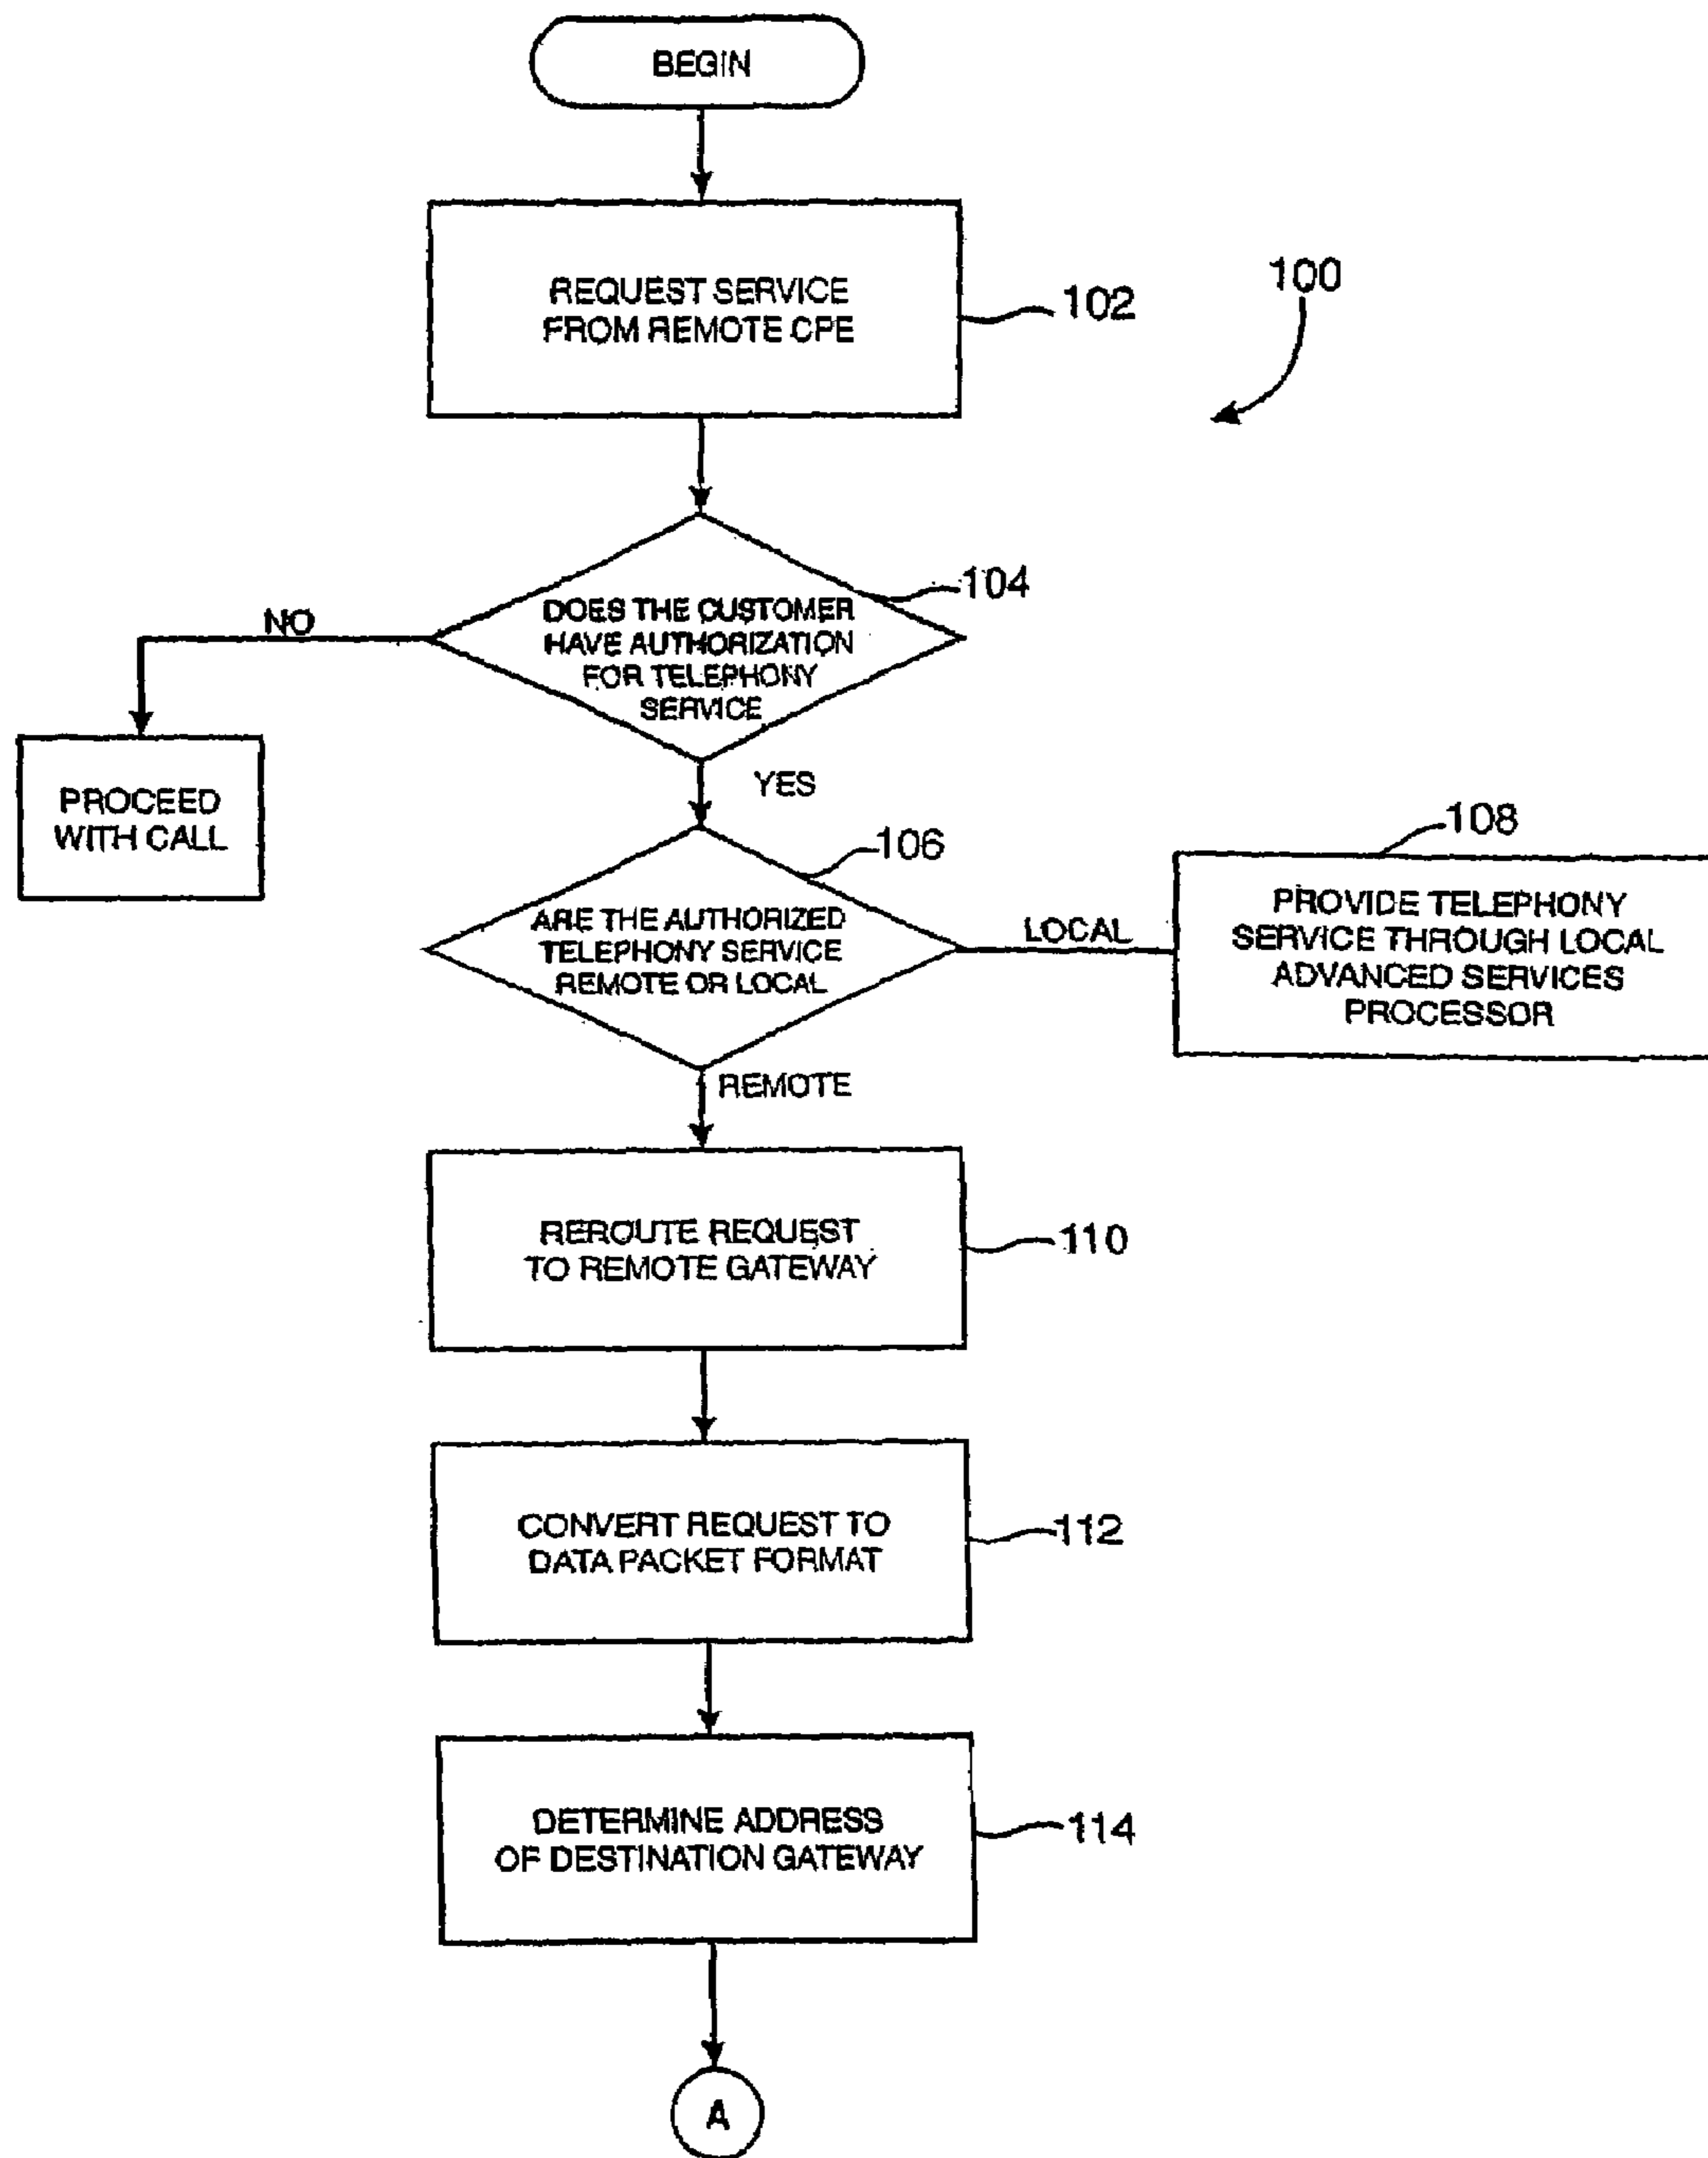 BEGIN
REQUEST SERVICE
FROM REMOTE CPE
102
100
104
DOES THE CUSTOMER
HAVE AUTHORIZATION
FOR TELEPHONY
SERVICE
NO
PROCEED
WITH CALL
YES
106
ARE THE AUTHORIZED
TELEPHONY SERVICE
REMOTE OR LOCAL
LOCAL
108
PROVIDE TELEPHONY
SERVICE THROUGH LOCAL
ADVANCED SERVICES
PROCESSOR
REMOTE
REROUTE REQUEST
TO REMOTE GATEWAY
110
CONVERT REQUEST TO
DATA PACKET FORMAT
112
DETERMINE ADDRESS
OF DESTINATION GATEWAY
114
A